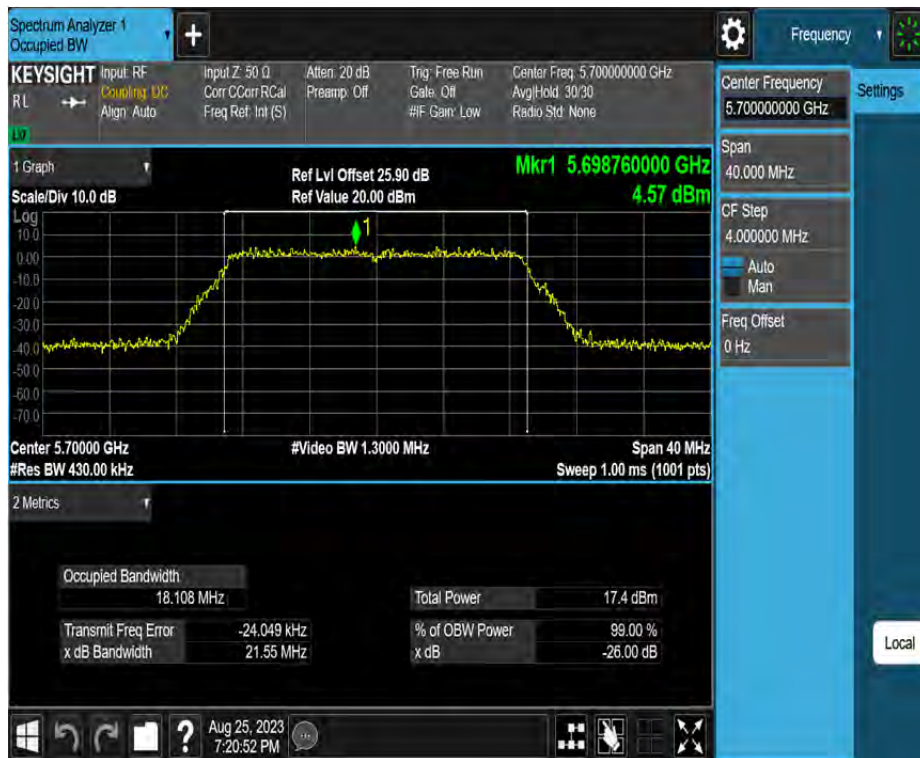 Spectrum Analyzer 1
Occupied BW
Frequency
KEYSIGHT
RL
LXI
Input: RF
Coupling: DC
Align: Auto
Input Z: 50 Ω
Corr CCorr RCal
Freq Ref: Int (S)
Atten: 20 dB
Preamp: Off
Trig: Free Run
Gate: Off
#IF Gain: Low
Center Freq: 5.700000000 GHz
Avg|Hold: 30/30
Radio Std: None
Center Frequency
5.700000000 GHz
Settings
Span
40.000 MHz
CF Step
4.000000 MHz
Auto
Man
Freq Offset
0 Hz
Local
1 Graph
Scale/Div 10.0 dB
Ref Lvl Offset 25.90 dB
Ref Value 20.00 dBm
Mkr1 5.698760000 GHz
4.57 dBm
Log
10.0
0.00
-10.0
-20.0
-30.0
-40.0
-50.0
-60.0
-70.0
1
Center 5.70000 GHz
#Video BW 1.3000 MHz
Span 40 MHz
#Res BW 430.00 kHz
Sweep 1.00 ms (1001 pts)
2 Metrics
Occupied Bandwidth
18.108 MHz
Total Power 17.4 dBm
Transmit Freq Error -24.049 kHz
% of OBW Power 99.00 %
x dB Bandwidth 21.55 MHz
x dB -26.00 dB
?
Aug 25, 2023
7:20:52 PM